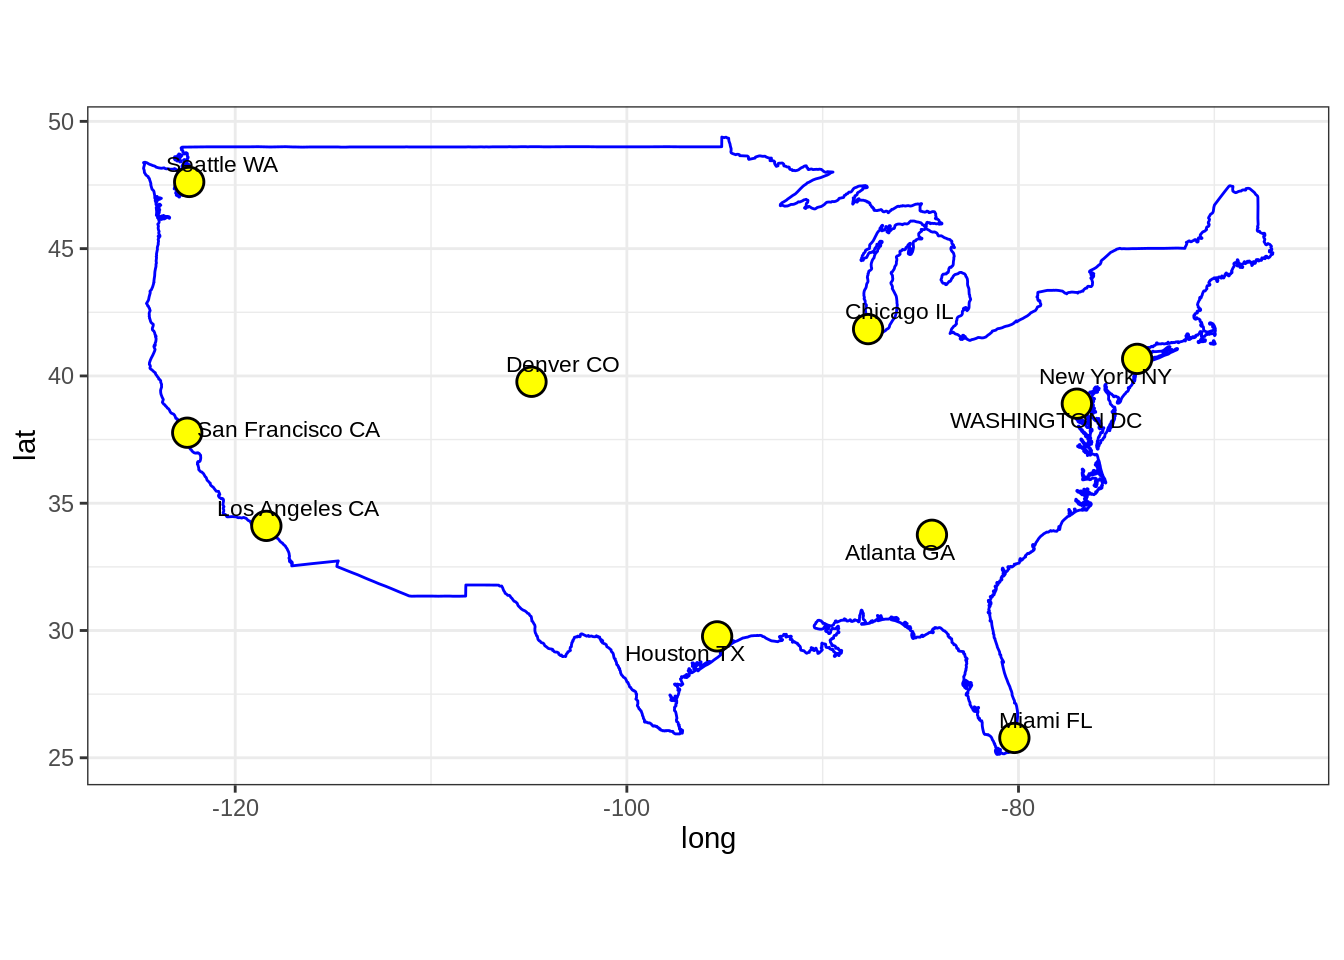 50
45
40
35
30
25
lat
Seattle WA
Chicago IL
Denver CO
New York NY
WASHINGTON DC
San Francisco CA
Los Angeles CA
Atlanta GA
Houston TX
Miami FL
-120
-100
-80
long